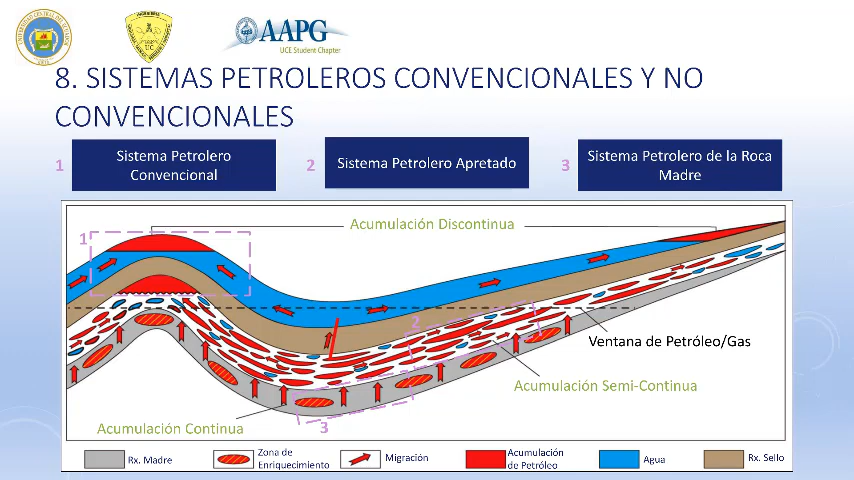 UC
AAPG
UCE Student Chapter
8. SISTEMAS PETROLEROS CONVENCIONALES Y NO
CONVENCIONALES
1
Sistema Petrolero
Convencional
2
Sistema Petrolero Apretado
3
Sistema Petrolero de la Roca
Madre
Acumulación Discontinua
1
2
Ventana de Petróleo/Gas
Acumulación Semi-Continua
Acumulación Continua
3
Rx. Madre
Zona de
Enriquecimiento
Migración
Acumulación
de Petróleo
Agua
Rx. Sello